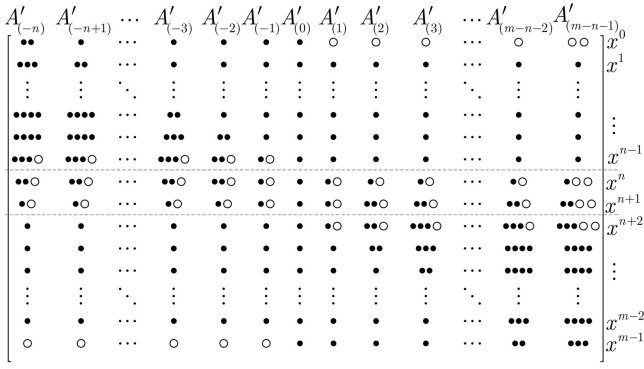 A′(−n) A′(−n+1) ⋯ A′(−3) A′(−2) A′(−1) A′(0) A′(1) A′(2) A′(3) ⋯ A′(m−n−2) A′(m−n−1)
●● ● ⋯ ● ● ● ● ○ ○ ○ ⋯ ○ ○○ x^0
●●● ●● ⋯ ● ● ● ● ● ● ● ⋯ ● ● x^1
⋮ ⋮ ⋱ ⋮ ⋮ ⋮ ⋮ ⋮ ⋮ ⋮ ⋱ ⋮ ⋮
●●●● ●●●● ⋯ ●● ● ● ● ● ● ● ⋯ ● ● ⋮
●●●● ●●●● ⋯ ●●● ●● ● ● ● ● ● ⋯ ● ●
●●●○ ●●●○ ⋯ ●●●○ ●●○ ●○ ● ● ● ● ⋯ ● ● x^{n−1}
●●○ ●●○ ⋯ ●●○ ●●○ ●○ ● ●○ ●○ ●○ ⋯ ●○ ●○○ x^n
●○ ●○ ⋯ ●○ ●○ ●○ ● ●○ ●●○ ●●○ ⋯ ●●○ ●●○○ x^{n+1}
● ● ⋯ ● ● ● ● ●○ ●●○ ●●●○ ⋯ ●●●○ ●●●○○ x^{n+2}
● ● ⋯ ● ● ● ● ● ●● ●●● ⋯ ●●●● ●●●●
● ● ⋯ ● ● ● ● ● ● ●● ⋯ ●●●● ●●●● ⋮
⋮ ⋮ ⋱ ⋮ ⋮ ⋮ ⋮ ⋮ ⋮ ⋮ ⋱ ⋮ ⋮
● ● ⋯ ● ● ● ● ● ● ● ⋯ ●●● ●●●● x^{m−2}
○ ○ ⋯ ○ ○ ○ ● ● ● ● ⋯ ●● ●●● x^{m−1}